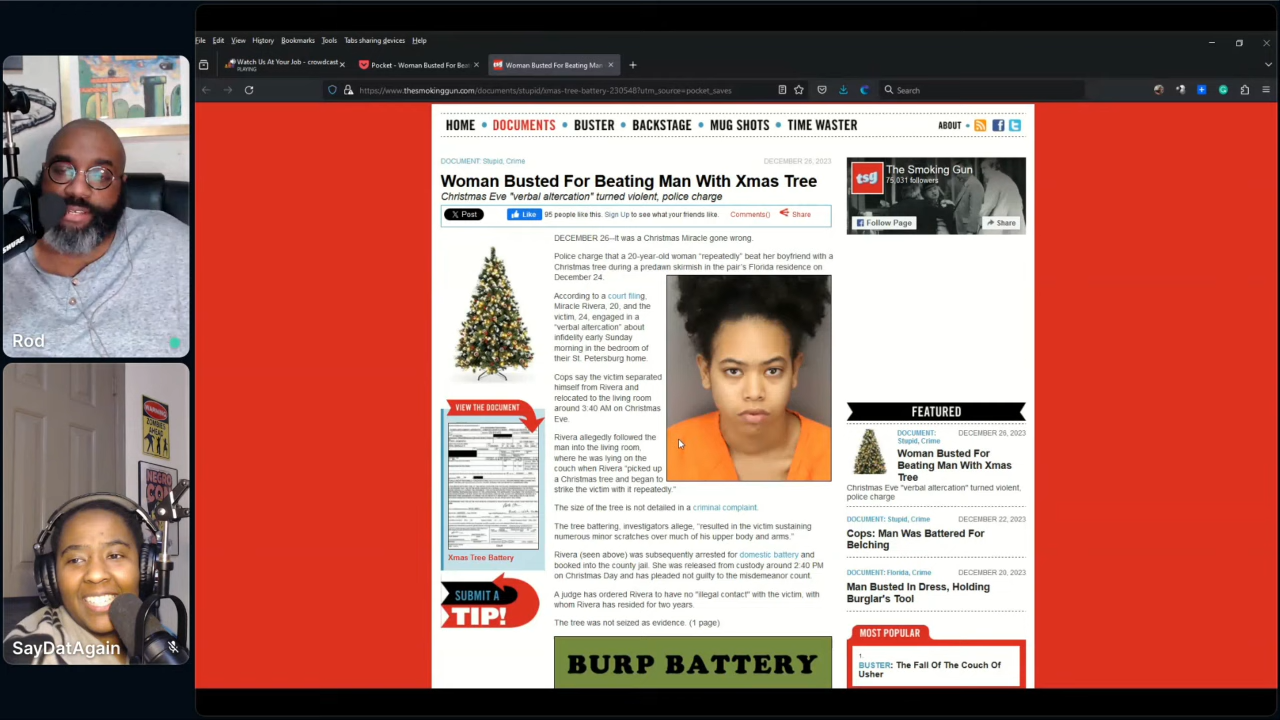 File Edit View History Bookmarks Tools Tabs sharing devices Help
Watch Us At Your Job - crowdcast
PLAYING
Pocket - Woman Busted For Bea
Woman Busted For Beating Man
https://www.thesmokinggun.com/documents/stupid/xmas-tree-battery-230548?utm_source=pocket_saves
Search
HOME • DOCUMENTS • BUSTER • BACKSTAGE • MUG SHOTS • TIME WASTER
ABOUT •
DOCUMENT: Stupid, Crime
DECEMBER 26, 2023
Woman Busted For Beating Man With Xmas Tree
Christmas Eve "verbal altercation" turned violent, police charge
X Post
Like
95 people like this. Sign Up to see what your friends like.
Comments()
Share
DECEMBER 26--It was a Christmas Miracle gone wrong.
Police charge that a 20-year-old woman "repeatedly" beat her boyfriend with a
Christmas tree during a predawn skirmish in the pair's Florida residence on
December 24.
According to a court filing,
Miracle Rivera, 20, and the
victim, 24, engaged in a
"verbal altercation" about
infidelity early Sunday
morning in the bedroom of
their St. Petersburg home.
Cops say the victim separated
himself from Rivera and
relocated to the living room
around 3:40 AM on Christmas
Eve.
Rivera allegedly followed the
man into the living room,
where he was lying on the
couch when Rivera "picked up
a Christmas tree and began to
strike the victim with it repeatedly."
The size of the tree is not detailed in a criminal complaint.
The tree battering, investigators allege, "resulted in the victim sustaining
numerous minor scratches over much of his upper body and arms."
Rivera (seen above) was subsequently arrested for domestic battery and
booked into the county jail. She was released from custody around 2:40 PM
on Christmas Day and has pleaded not guilty to the misdemeanor count.
A judge has ordered Rivera to have no "illegal contact" with the victim, with
whom Rivera has resided for two years.
The tree was not seized as evidence. (1 page)
BURP BATTERY
VIEW THE DOCUMENT
Xmas Tree Battery
SUBMIT A
TIP!
tsg
The Smoking Gun
75,031 followers
Follow Page
Share
FEATURED
DOCUMENT:
Stupid, Crime
DECEMBER 26, 2023
Woman Busted For
Beating Man With Xmas
Tree
Christmas Eve "verbal altercation" turned violent,
police charge
DOCUMENT: Stupid, Crime
DECEMBER 22, 2023
Cops: Man Was Battered For
Belching
DOCUMENT: Florida, Crime
DECEMBER 20, 2023
Man Busted In Dress, Holding
Burglar's Tool
MOST POPULAR
1.
BUSTER: The Fall Of The Couch Of
Usher
SHURE
Rod
WARNING
ZOMBIE
NEGRO
SayDatAgain